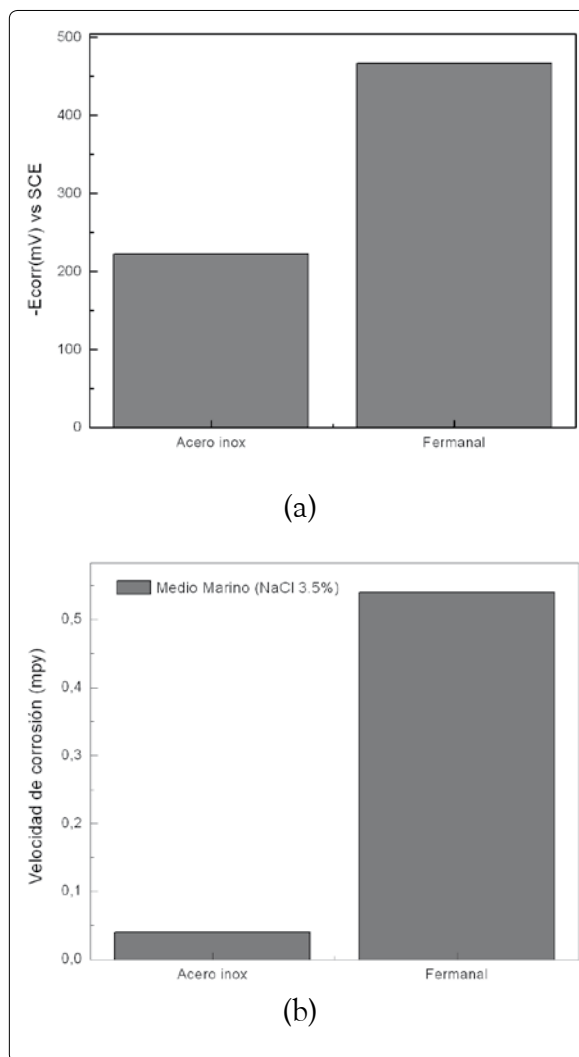 500
400
300
200
100
0
-Ecorr(mV) vs SCE
Acero inox
Fermanal
(a)
Medio Marino (NaCl 3.5%)
0,5
0,4
0,3
0,2
0,1
0,0
Velocidad de corrosión (mpy)
Acero inox
Fermanal
(b)